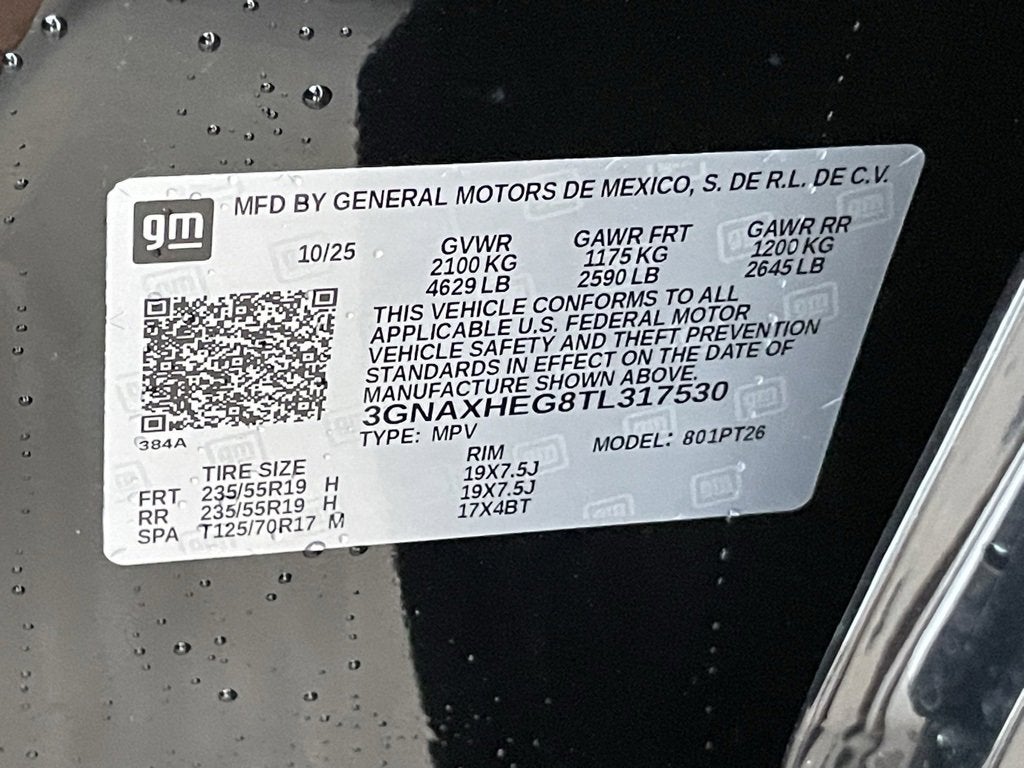 gm
MFD BY GENERAL MOTORS DE MEXICO, S. DE R.L. DE C.V.
10/25
GVWR
2100 KG
4629 LB
GAWR FRT
1175 KG
2590 LB
GAWR RR
1200 KG
2645 LB
THIS VEHICLE CONFORMS TO ALL
APPLICABLE U.S. FEDERAL MOTOR
VEHICLE SAFETY AND THEFT PREVENTION
STANDARDS IN EFFECT ON THE DATE OF
MANUFACTURE SHOWN ABOVE.
3GNAXHEG8TL317530
TYPE: MPV MODEL: 801PT26
384A
TIRE SIZE RIM
FRT 235/55R19 H 19X7.5J
RR 235/55R19 H 19X7.5J
SPA T125/70R17 M 17X4BT